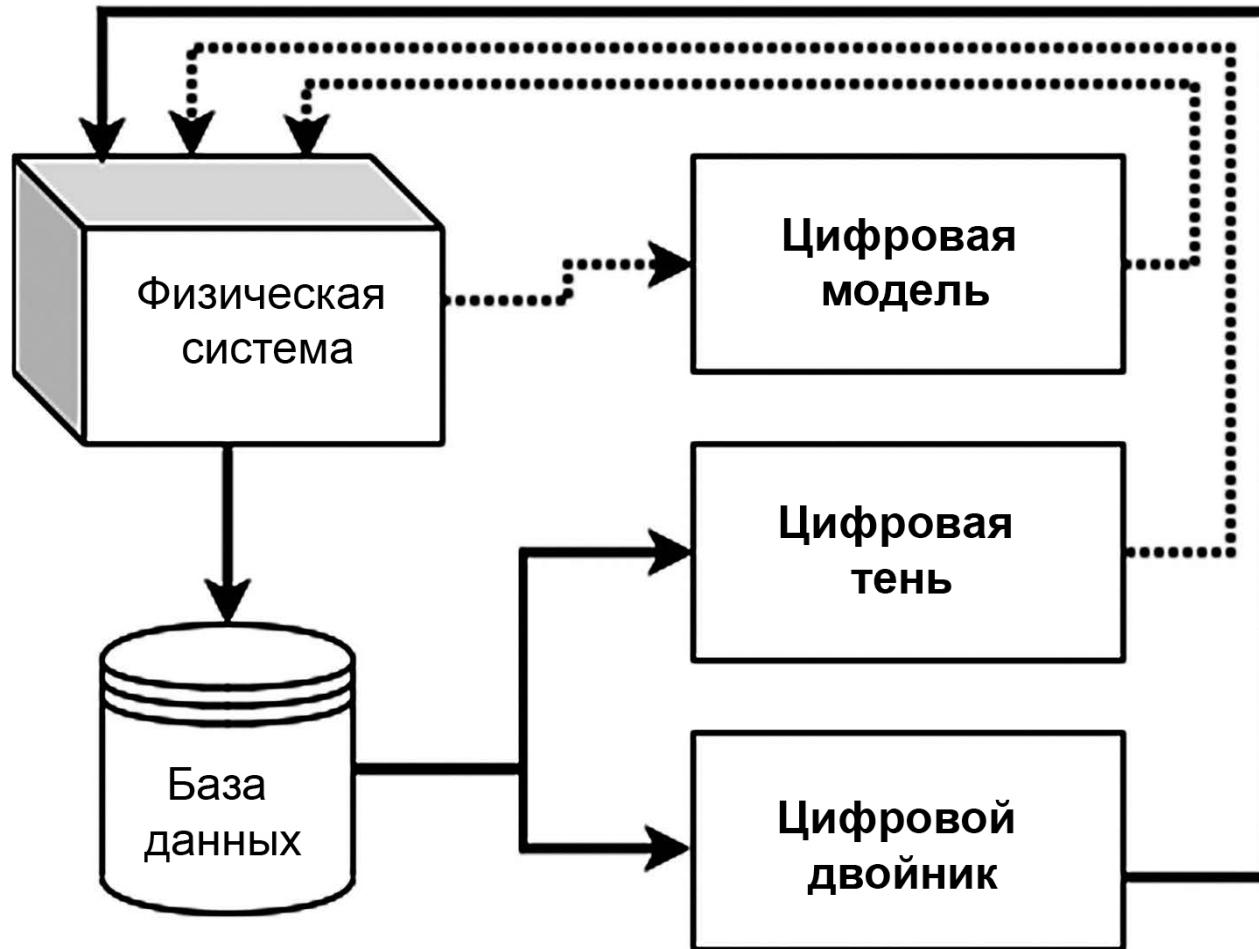 Физическая
система
Цифровая
модель
Цифровая
тень
База
данных
Цифровой
двойник